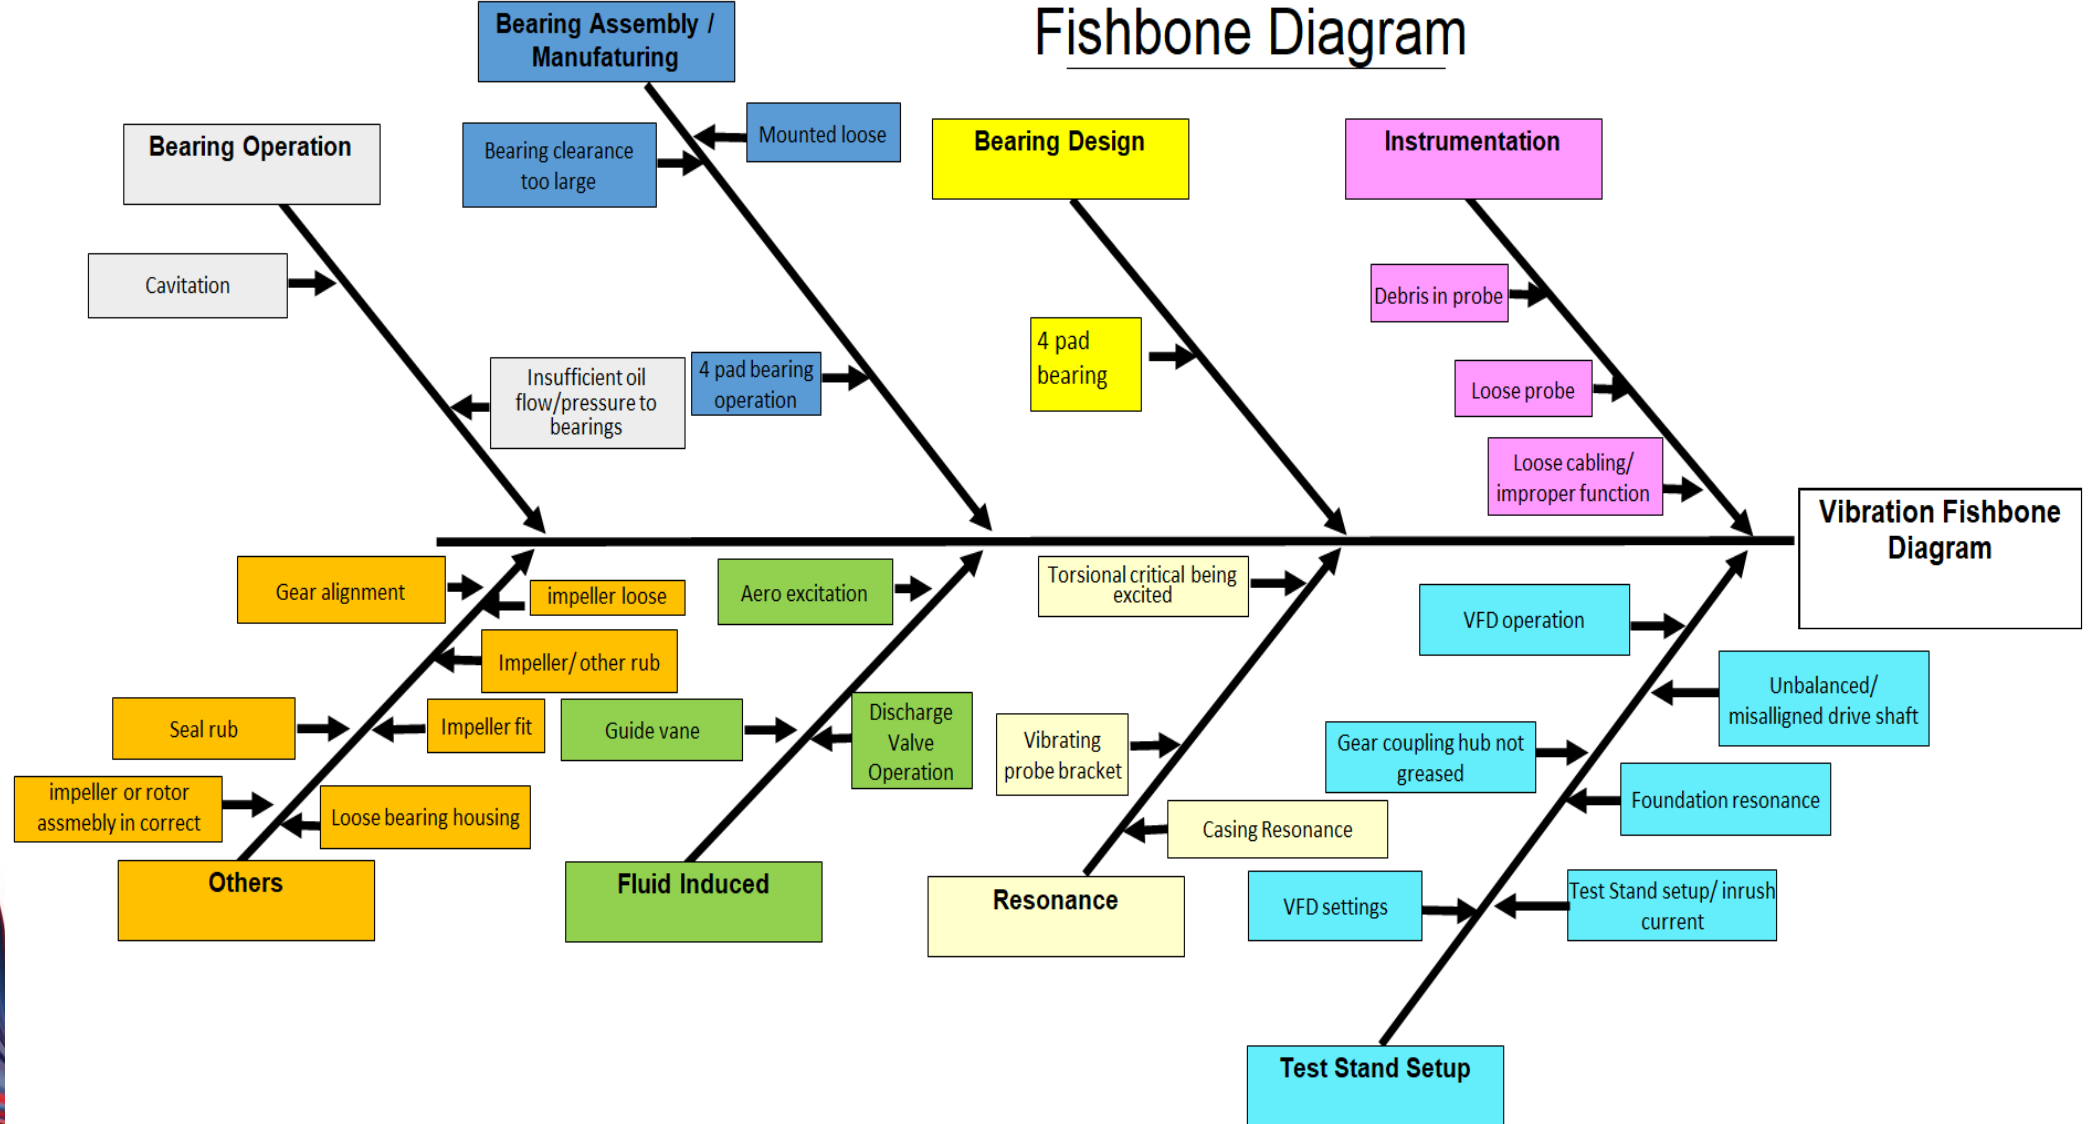 Fishbone Diagram
Bearing Assembly /
Manufaturing
Mounted loose
Bearing clearance
too large
4 pad bearing
operation
Bearing Operation
Cavitation
Insufficient oil
flow/pressure to
bearings
Bearing Design
4 pad
bearing
Instrumentation
Debris in probe
Loose probe
Loose cabling/
improper function
Vibration Fishbone
Diagram
Gear alignment
impeller loose
Impeller/ other rub
Seal rub
Impeller fit
impeller or rotor
assmebly in correct
Loose bearing housing
Others
Aero excitation
Guide vane
Discharge
Valve
Operation
Fluid Induced
Torsional critical being
excited
Vibrating
probe bracket
Casing Resonance
Resonance
VFD operation
Unbalanced/
misalligned drive shaft
Gear coupling hub not
greased
Foundation resonance
VFD settings
Test Stand setup/ inrush
current
Test Stand Setup